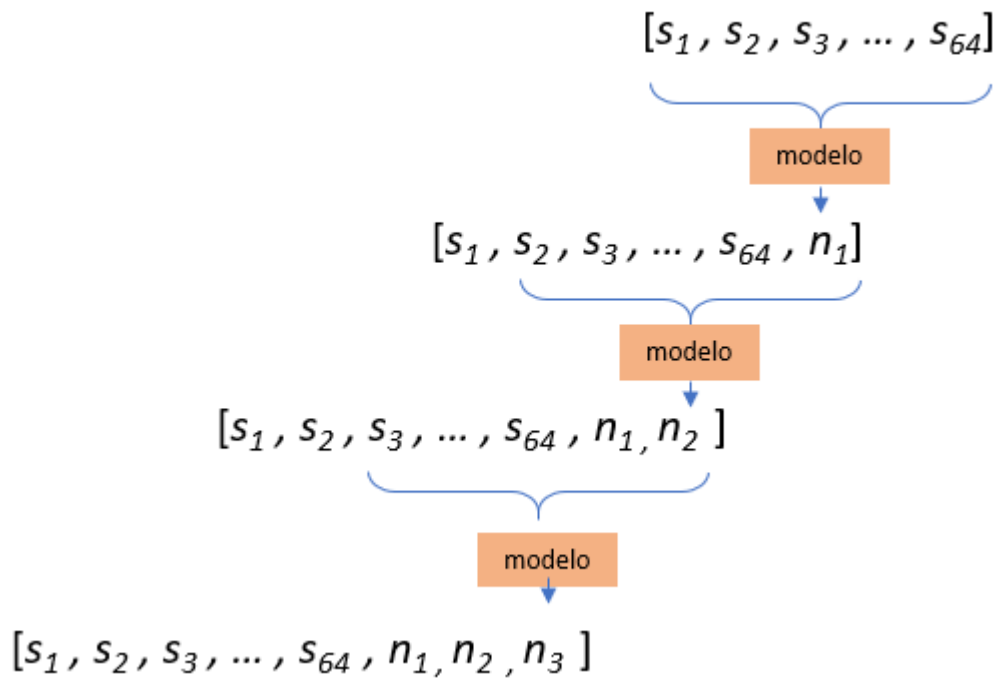 [s₁ , s₂ , s₃ , ... , s₆₄]
modelo
[s₁ , s₂ , s₃ , ... , s₆₄ , n₁]
modelo
[s₁ , s₂ , s₃ , ... , s₆₄ , n₁, n₂ ]
modelo
[s₁ , s₂ , s₃ , ... , s₆₄ , n₁, n₂ , n₃ ]